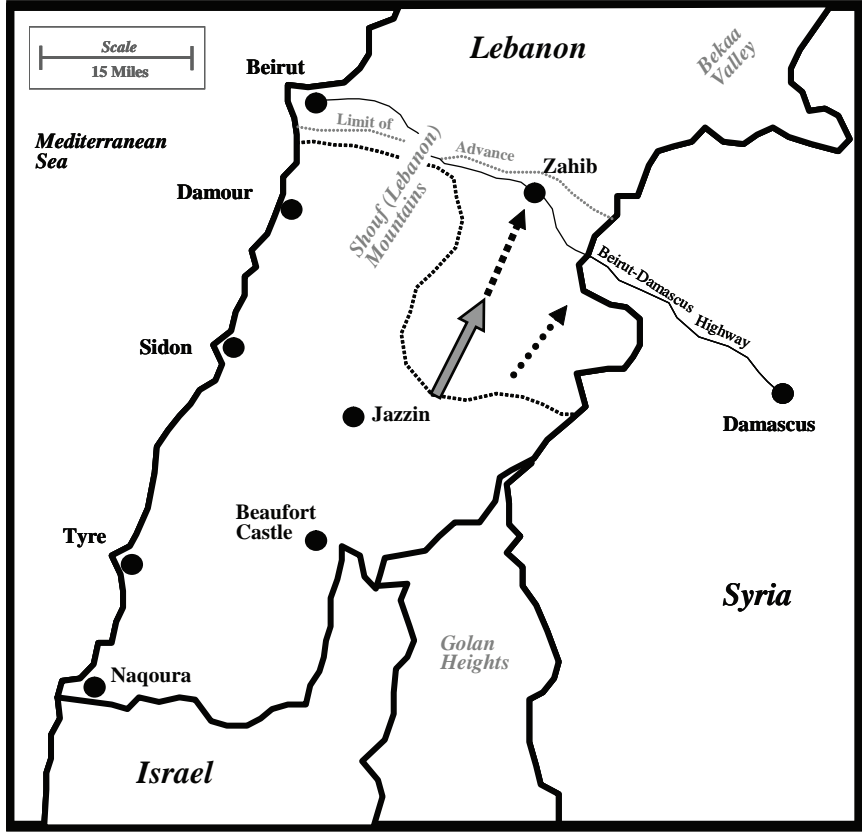 Scale
15 Miles
Lebanon
Bekaa
Valley
Beirut
Mediterranean
Sea
Limit of
Advance
Zahib
Shouf (Lebanon)
Mountains
Damour
Beirut-Damascus Highway
Sidon
Jazzin
Damascus
Beaufort
Castle
Tyre
Syria
Golan
Heights
Naqoura
Israel